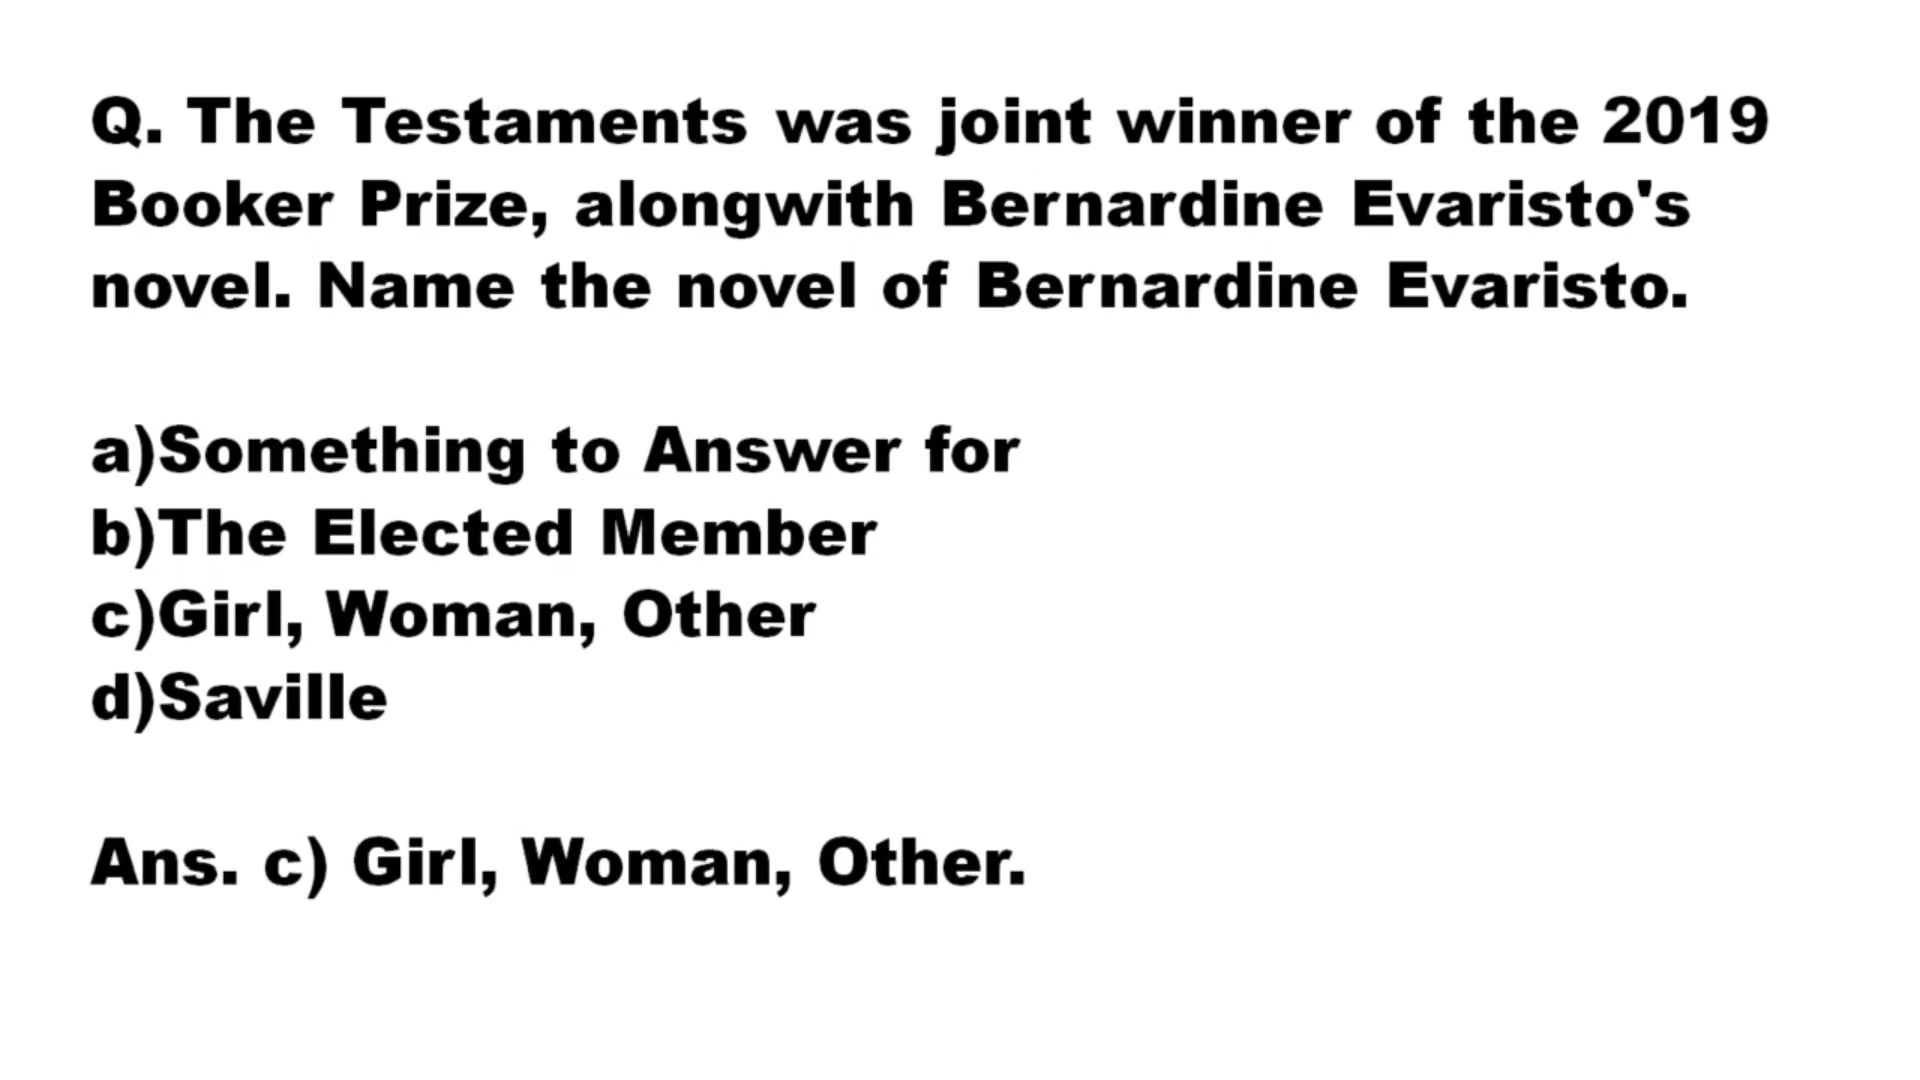 Q. The Testaments was joint winner of the 2019
Booker Prize, alongwith Bernardine Evaristo's
novel. Name the novel of Bernardine Evaristo.
a)Something to Answer for
b)The Elected Member
c)Girl, Woman, Other
d)Saville
Ans. c) Girl, Woman, Other.